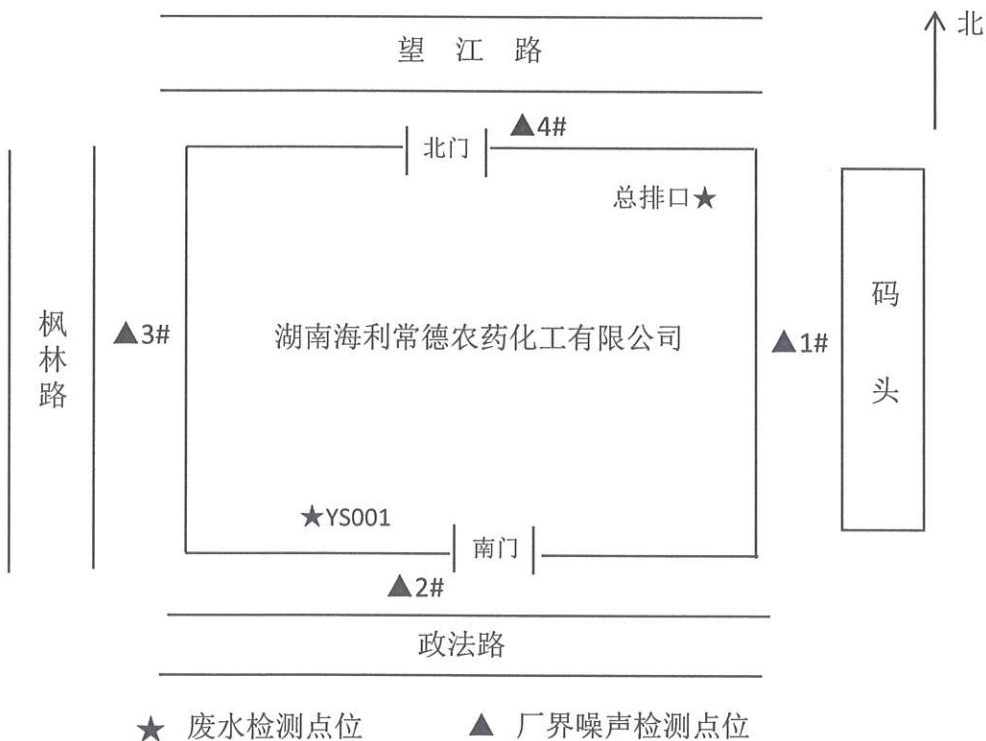 北
望江路
▲4#
北门
总排口★
枫林路
▲3#
湖南海利常德农药化工有限公司
▲1#
码头
★YS001
南门
▲2#
政法路
★ 废水检测点位
▲ 厂界噪声检测点位